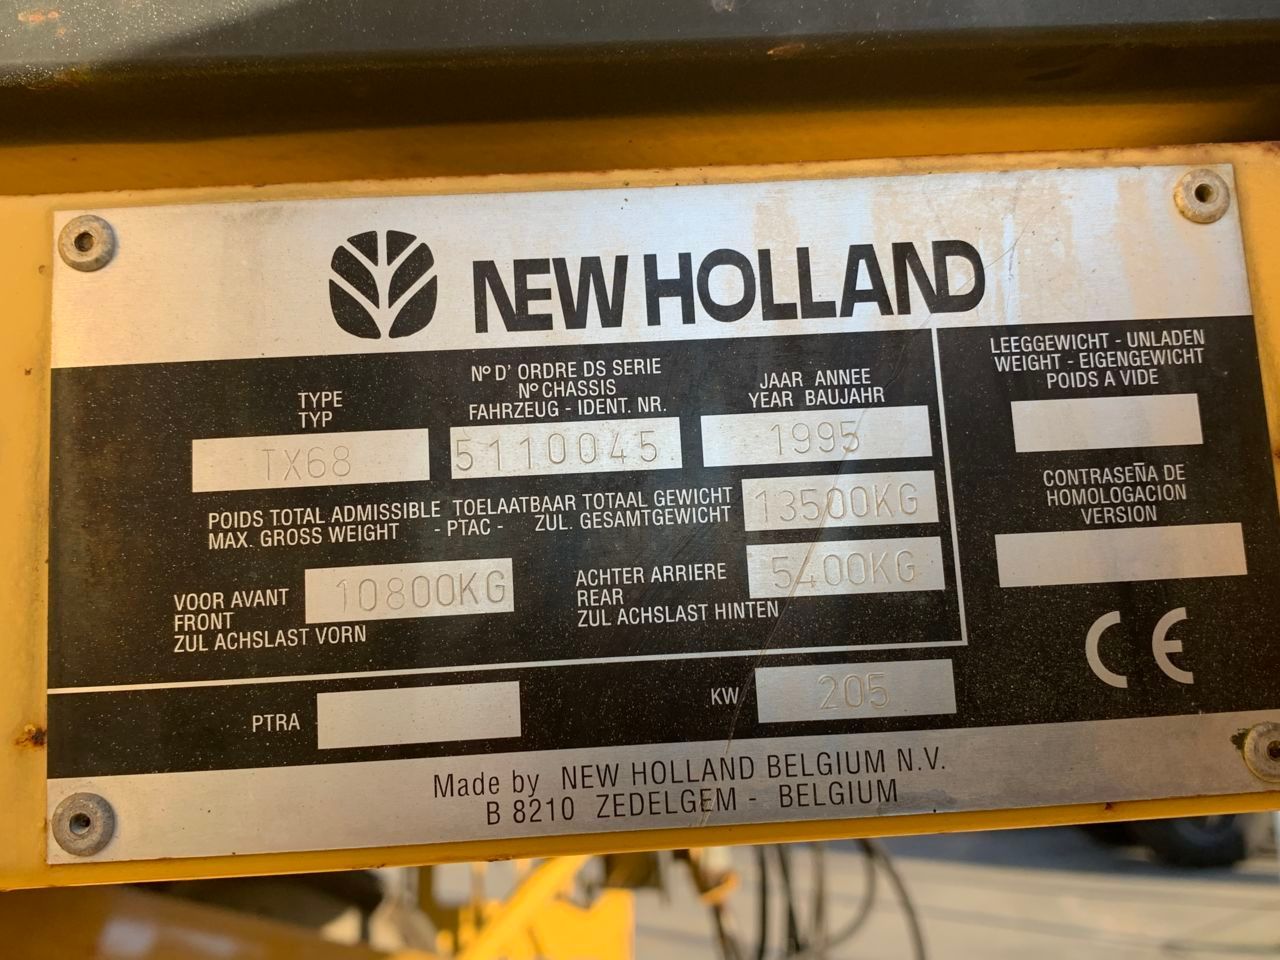 NEW HOLLAND
TYPE
TYP
TX68
Nº D' ORDRE DS SERIE
Nº CHASSIS
FAHRZEUG - IDENT. NR.
5110045
JAAR ANNEE
YEAR BAUJAHR
1995
LEEGGEWICHT - UNLADEN
WEIGHT - EIGENGEWICHT
POIDS A VIDE
POIDS TOTAL ADMISSIBLE TOELAATBAAR TOTAAL GEWICHT
MAX. GROSS WEIGHT - PTAC - ZUL. GESAMTGEWICHT
13500KG
CONTRASEÑA DE
HOMOLOGACION
VERSION
VOOR AVANT
FRONT
ZUL ACHSLAST VORN
10800KG
ACHTER ARRIERE
REAR
ZUL ACHSLAST HINTEN
5400KG
CE
PTRA
KW
205
Made by NEW HOLLAND BELGIUM N.V.
B 8210 ZEDELGEM - BELGIUM